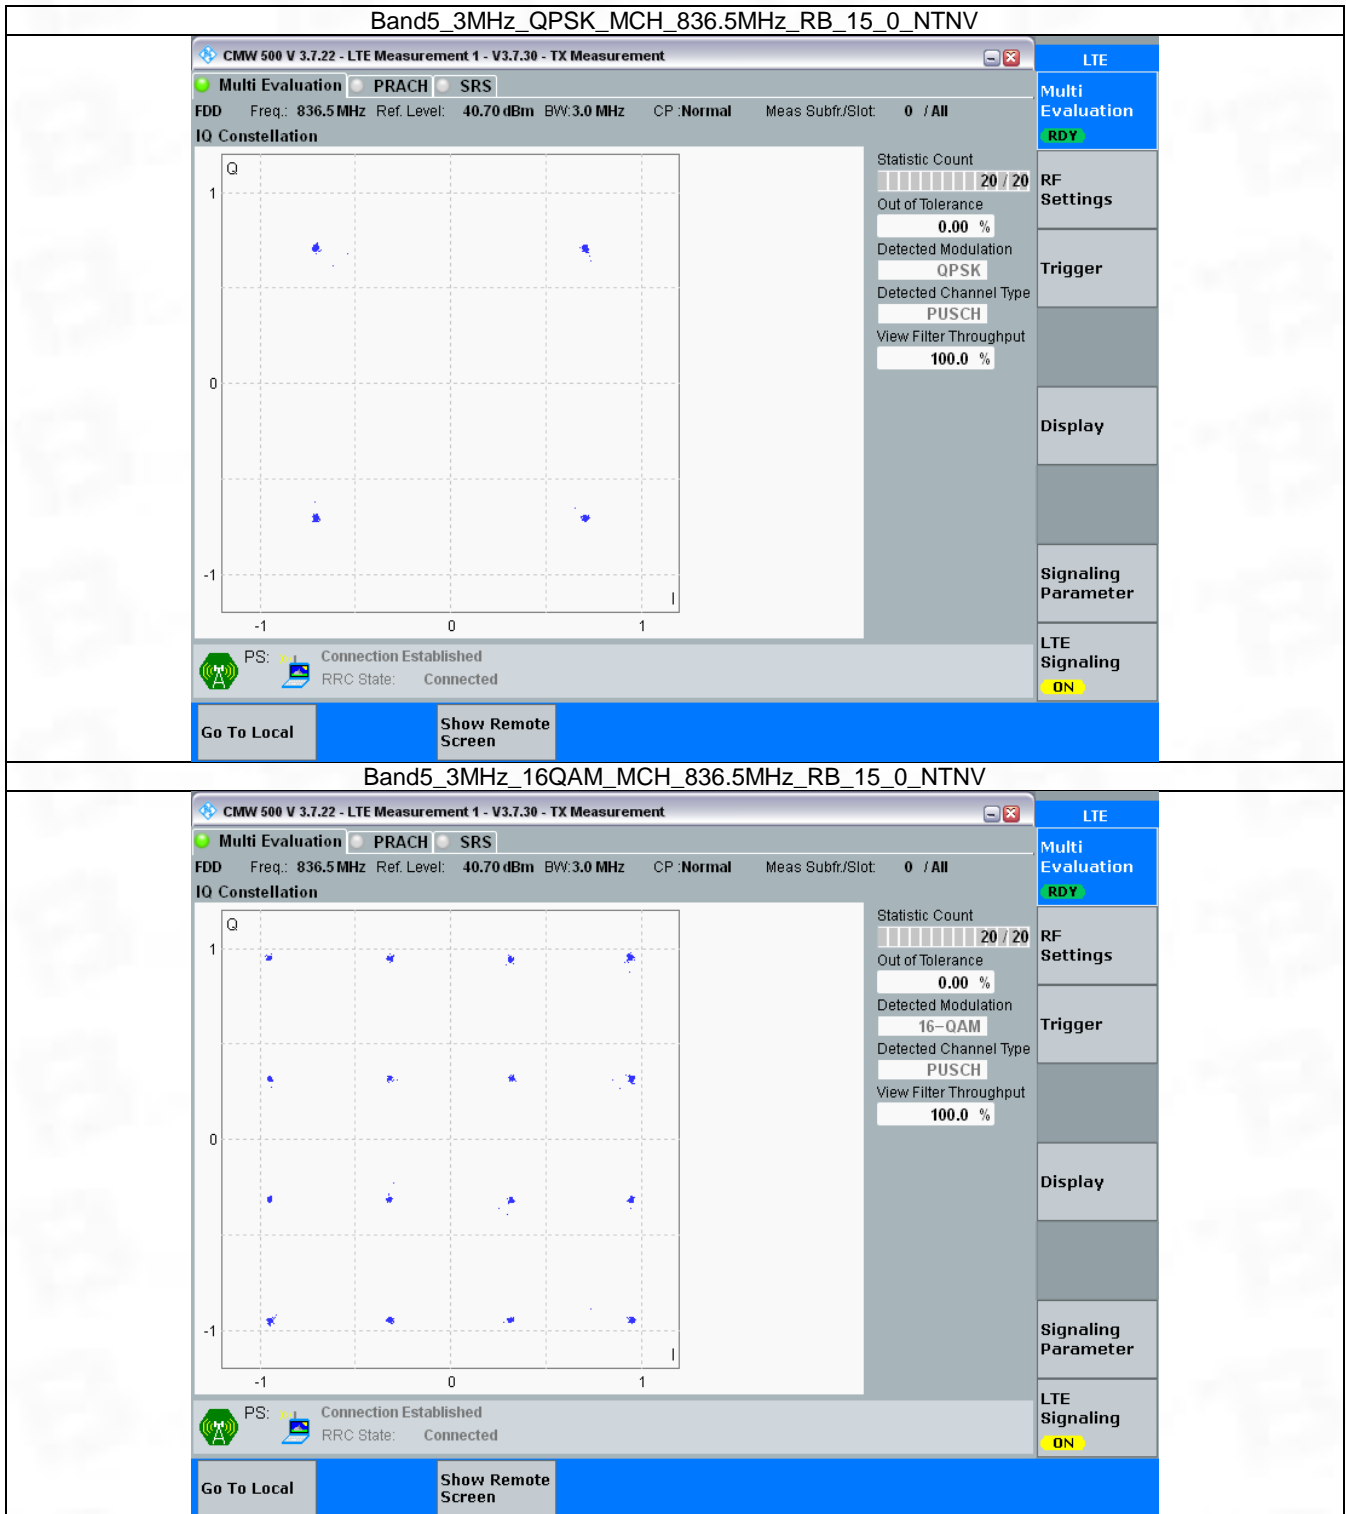 Band5_3MHz_QPSK_MCH_836.5MHz_RB_15_0_NTNV
CMW 500 V 3.7.22 - LTE Measurement 1 - V3.7.30 - TX Measurement
LTE
Multi Evaluation PRACH SRS
FDD Freq.: 836.5 MHz Ref. Level: 40.70 dBm BW: 3.0 MHz CP :Normal Meas Subfr./Slot: 0 / All
IQ Constellation
Q
1
0
-1
I
-1 0 1
Statistic Count
20 / 20
Out of Tolerance
0.00 %
Detected Modulation
QPSK
Detected Channel Type
PUSCH
View Filter Throughput
100.0 %
Multi
Evaluation
RDY
RF
Settings
Trigger
Display
Signaling
Parameter
LTE
Signaling
ON
PS: Connection Established
RRC State: Connected
Go To Local
Show Remote
Screen
Band5_3MHz_16QAM_MCH_836.5MHz_RB_15_0_NTNV
CMW 500 V 3.7.22 - LTE Measurement 1 - V3.7.30 - TX Measurement
LTE
Multi Evaluation PRACH SRS
FDD Freq.: 836.5 MHz Ref. Level: 40.70 dBm BW: 3.0 MHz CP :Normal Meas Subfr./Slot: 0 / All
IQ Constellation
Q
1
0
-1
I
-1 0 1
Statistic Count
20 / 20
Out of Tolerance
0.00 %
Detected Modulation
16-QAM
Detected Channel Type
PUSCH
View Filter Throughput
100.0 %
Multi
Evaluation
RDY
RF
Settings
Trigger
Display
Signaling
Parameter
LTE
Signaling
ON
PS: Connection Established
RRC State: Connected
Go To Local
Show Remote
Screen